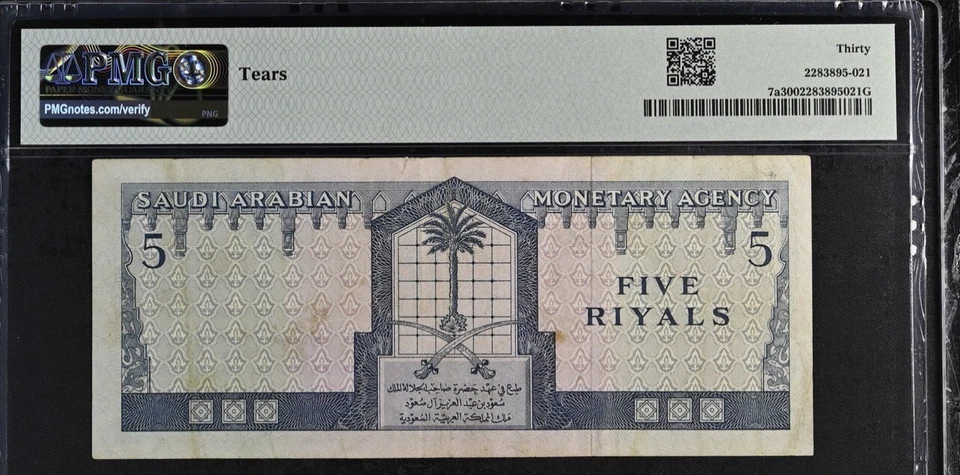 PMG
PAPER MONEY GUARANTY
PMGnotes.com/verify
PNG
Tears
Thirty
2283895-021
7a3002283895021G
SAUDI ARABIAN
MONETARY AGENCY
5
5
FIVE
RIYALS
طبع في عهد حضرة صاحب الجلالة الملك
سعود بن عبد العزيز آل سعود
ملك المملكة العربية السعودية